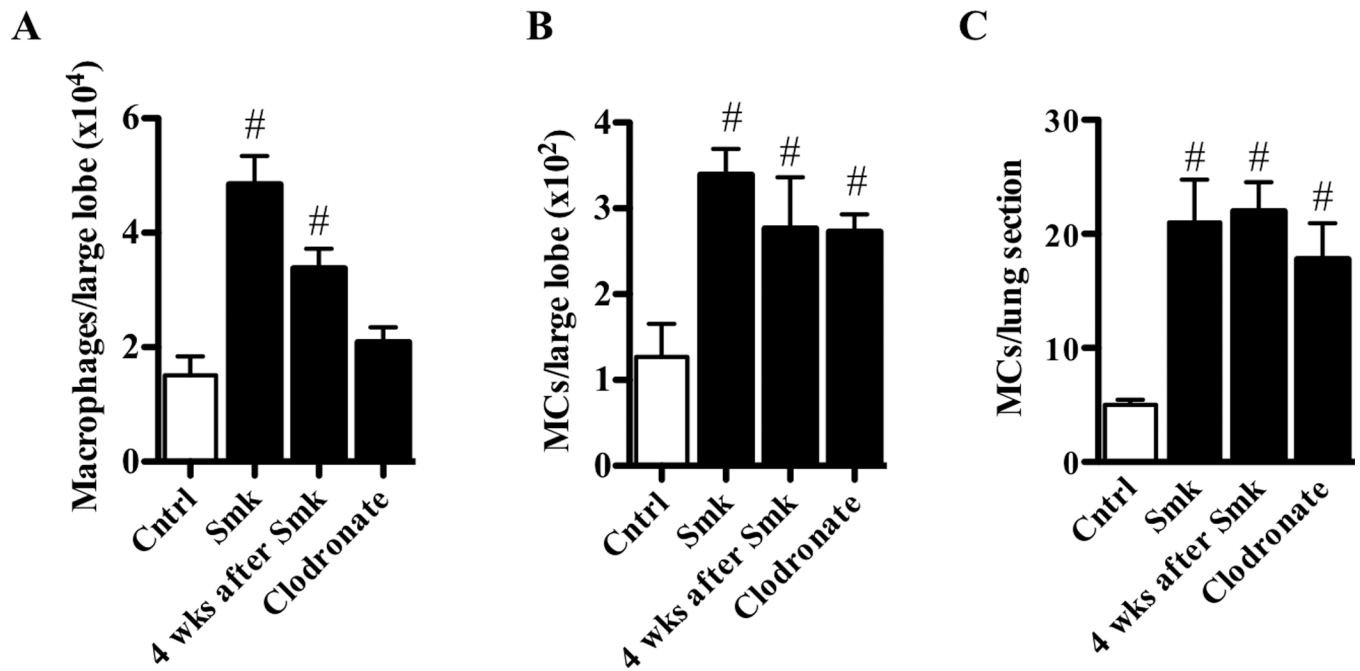 A
Macrophages/large lobe (x10⁴)
6
4
2
0
#
#
Cntrl
Smk
4 wks after Smk
Clodronate
B
MCs/large lobe (x10²)
4
3
2
1
0
#
#
#
Cntrl
Smk
4 wks after Smk
Clodronate
C
MCs/lung section
30
20
10
0
#
#
#
Cntrl
Smk
4 wks after Smk
Clodronate